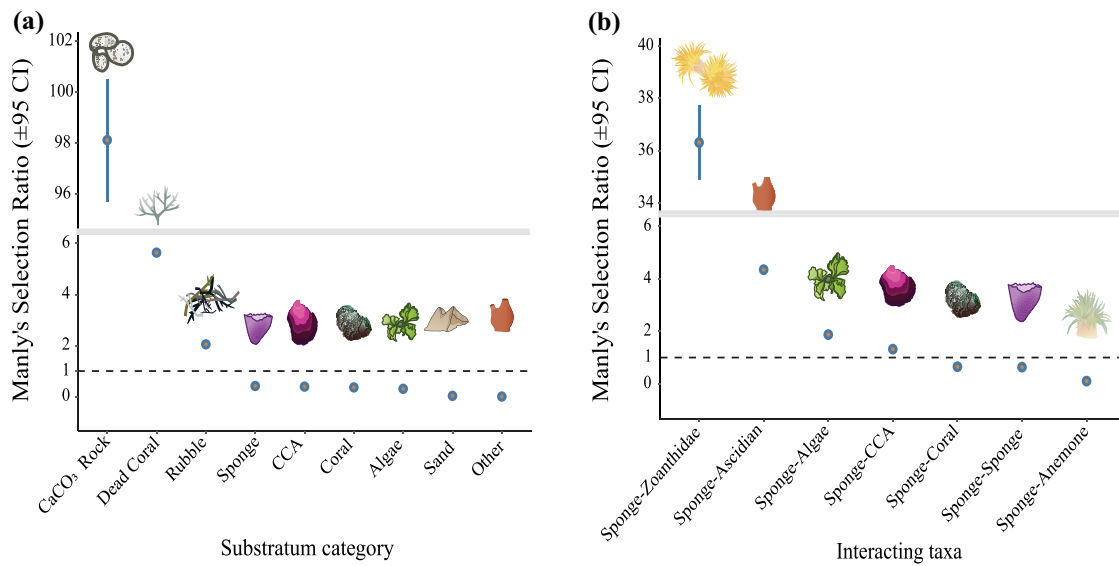 (a)
Manly's Selection Ratio (±95 CI)
102
100
98
96
6
4
2
1
0
CaCO₃ Rock
Dead Coral
Rubble
Sponge
CCA
Coral
Algae
Sand
Other
Substratum category
(b)
Manly's Selection Ratio (±95 CI)
40
38
36
34
6
4
2
1
0
Sponge-Zoanthidae
Sponge-Ascidian
Sponge-Algae
Sponge-CCA
Sponge-Coral
Sponge-Sponge
Sponge-Anemone
Interacting taxa